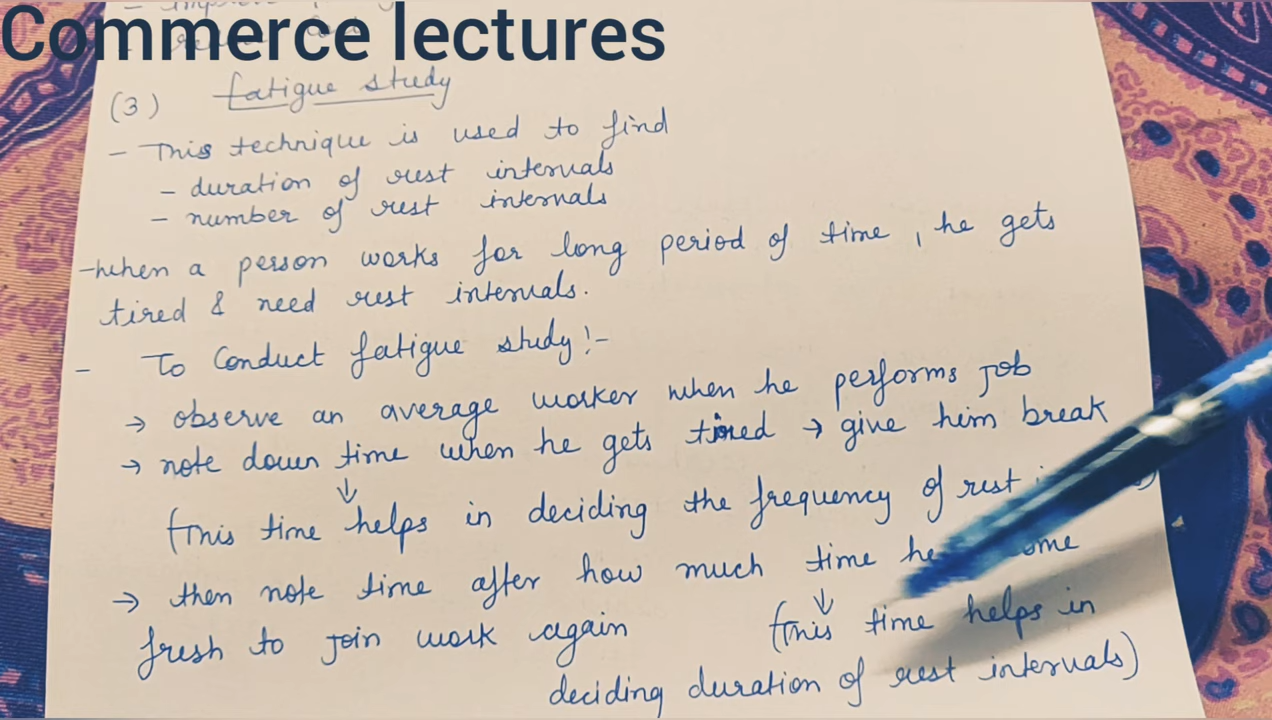 Commerce lectures
(3) fatigue study
- This technique is used to find
- duration of rest intervals
- number of rest intervals
- when a person works for long period of time, he gets
tired & need rest intervals.
- To Conduct fatigue study:-
→ observe an average worker when he performs Job
→ note down time when he gets tired → give him break
↓
(This time helps in deciding the frequency of rest
→ then note time after how much time he
fresh to Join work again
↓
(This time helps in
deciding duration of rest intervals)